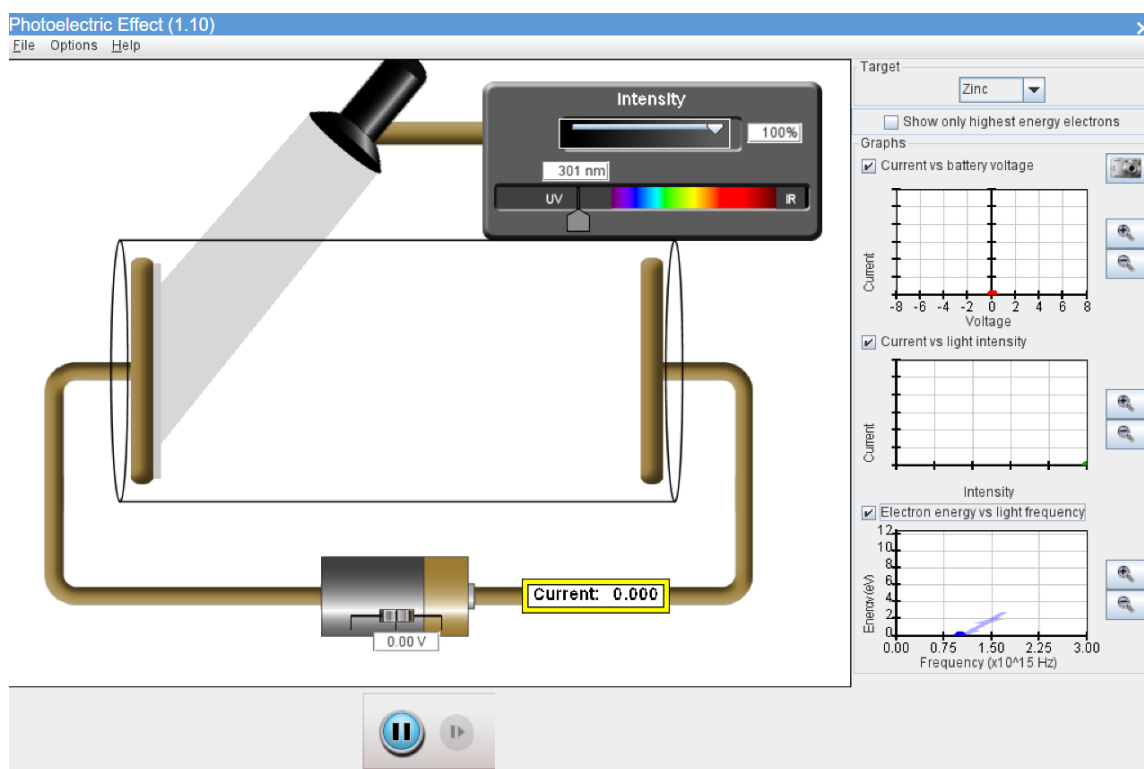 Photoelectric Effect (1.10)
File Options Help
Intensity
100%
301 nm
UV
IR
Current: 0.000
0.00 V
Target
Zinc
Show only highest energy electrons
Graphs
Current vs battery voltage
Current
-8 -6 -4 -2 0 2 4 6 8
Voltage
Current vs light intensity
Current
Intensity
Electron energy vs light frequency
12
10
8
6
4
2
0
Energy (eV)
0.00 0.75 1.50 2.25 3.00
Frequency (x10^15 Hz)